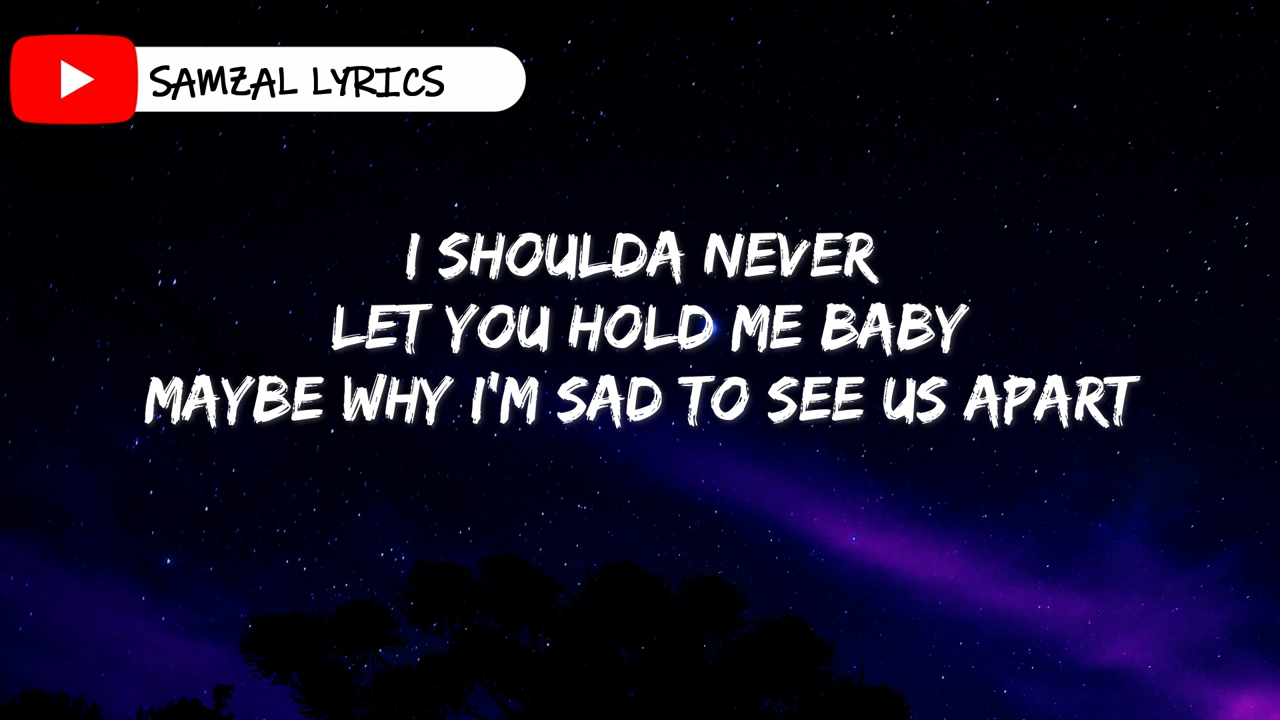 SAMZAL LYRICS
I SHOULDA NEVER
LET YOU HOLD ME BABY
MAYBE WHY I'M SAD TO SEE US APART